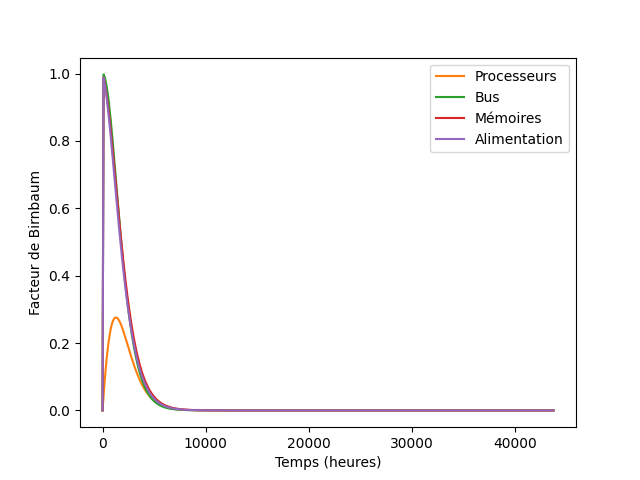 Facteur de Birnbaum
1.0
0.8
0.6
0.4
0.2
0.0
Processeurs
Bus
Mémoires
Alimentation
0 10000 20000 30000 40000
Temps (heures)